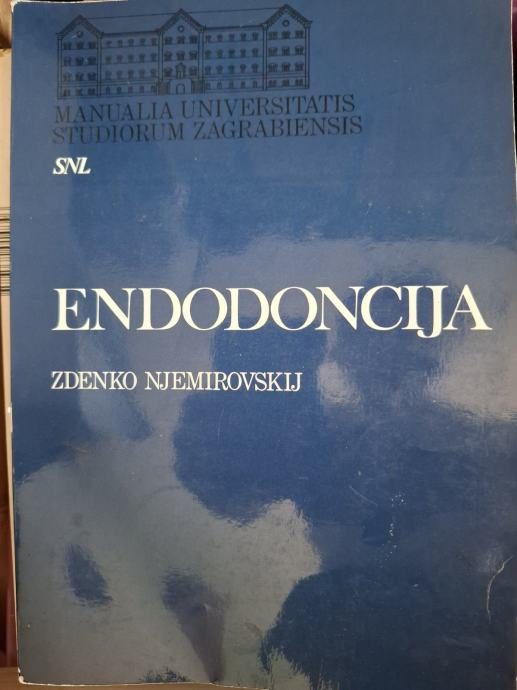 MANUALIA UNIVERSITATIS
STUDIORUM ZAGRABIENSIS
SNL
ENDODONCIJA
ZDENKO NJEMIROVSKIJ